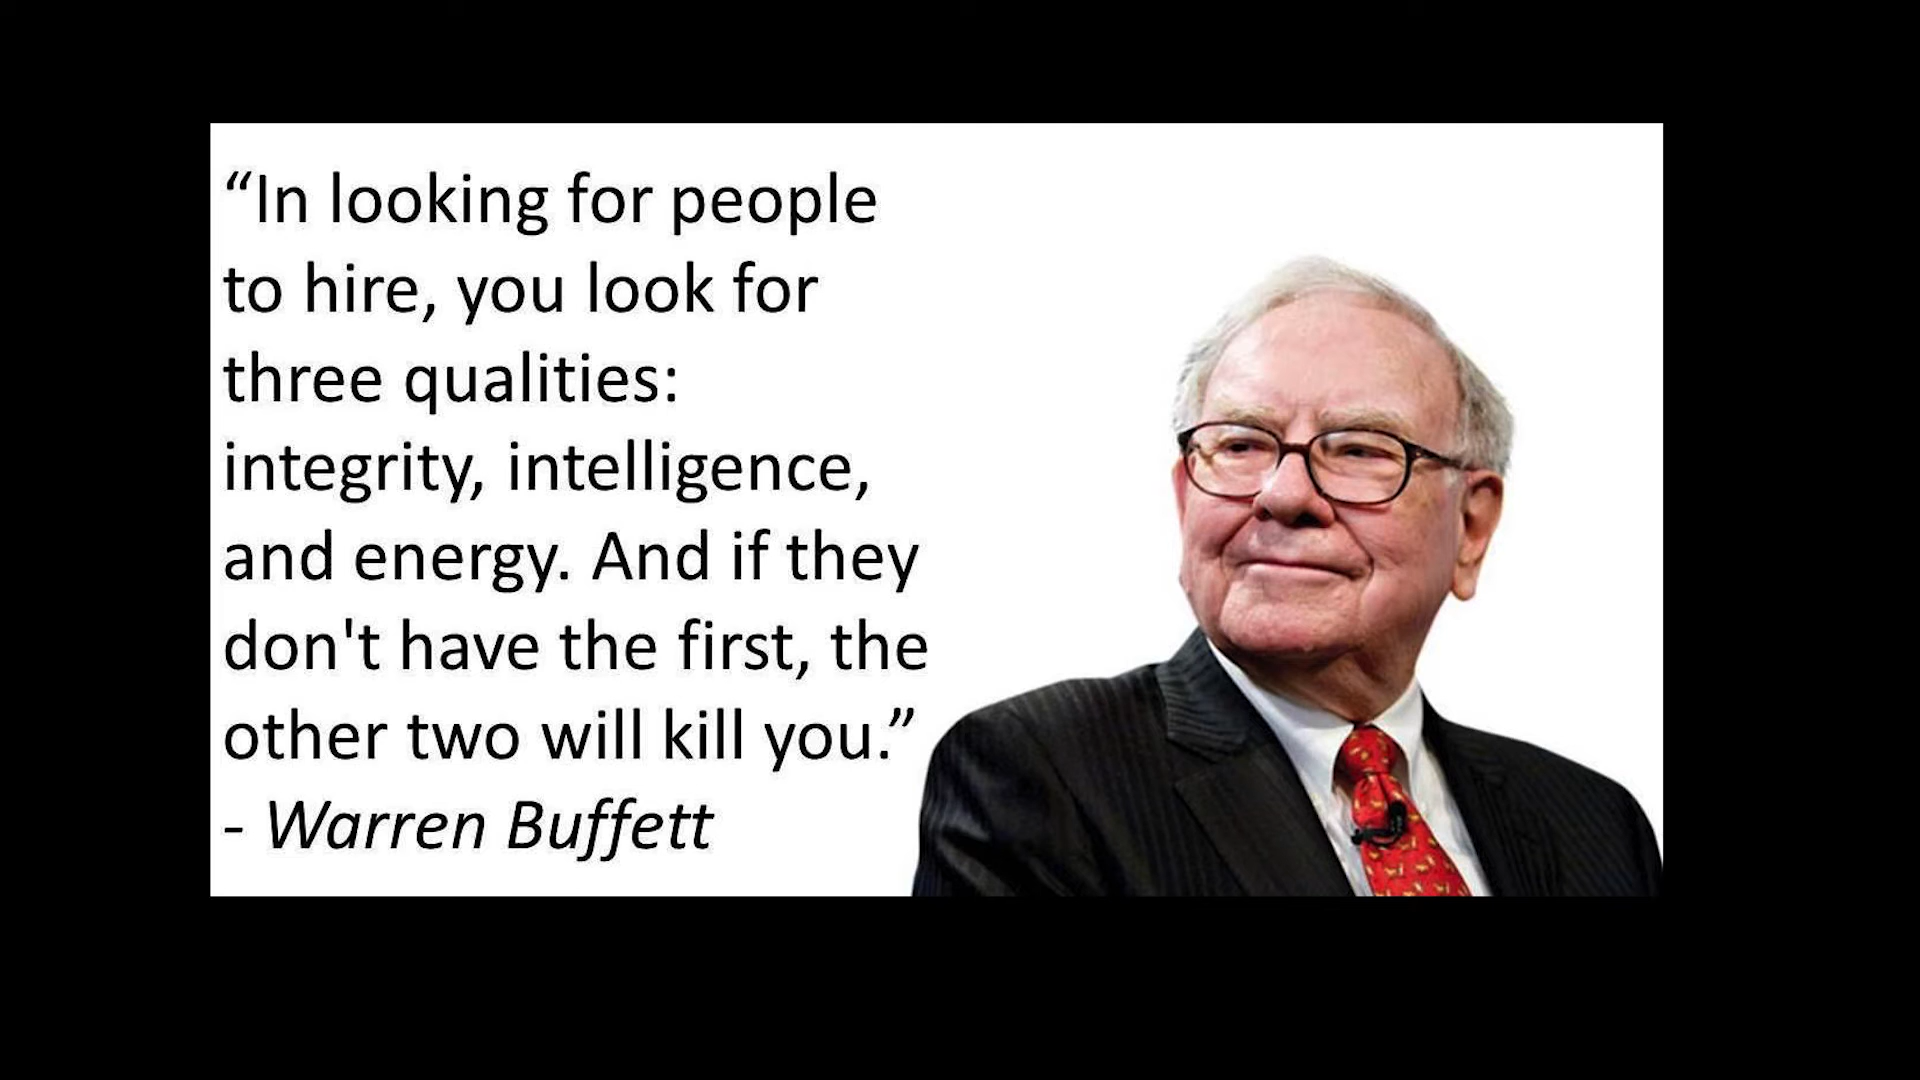 “In looking for people
to hire, you look for
three qualities:
integrity, intelligence,
and energy. And if they
don't have the first, the
other two will kill you.”
- Warren Buffett